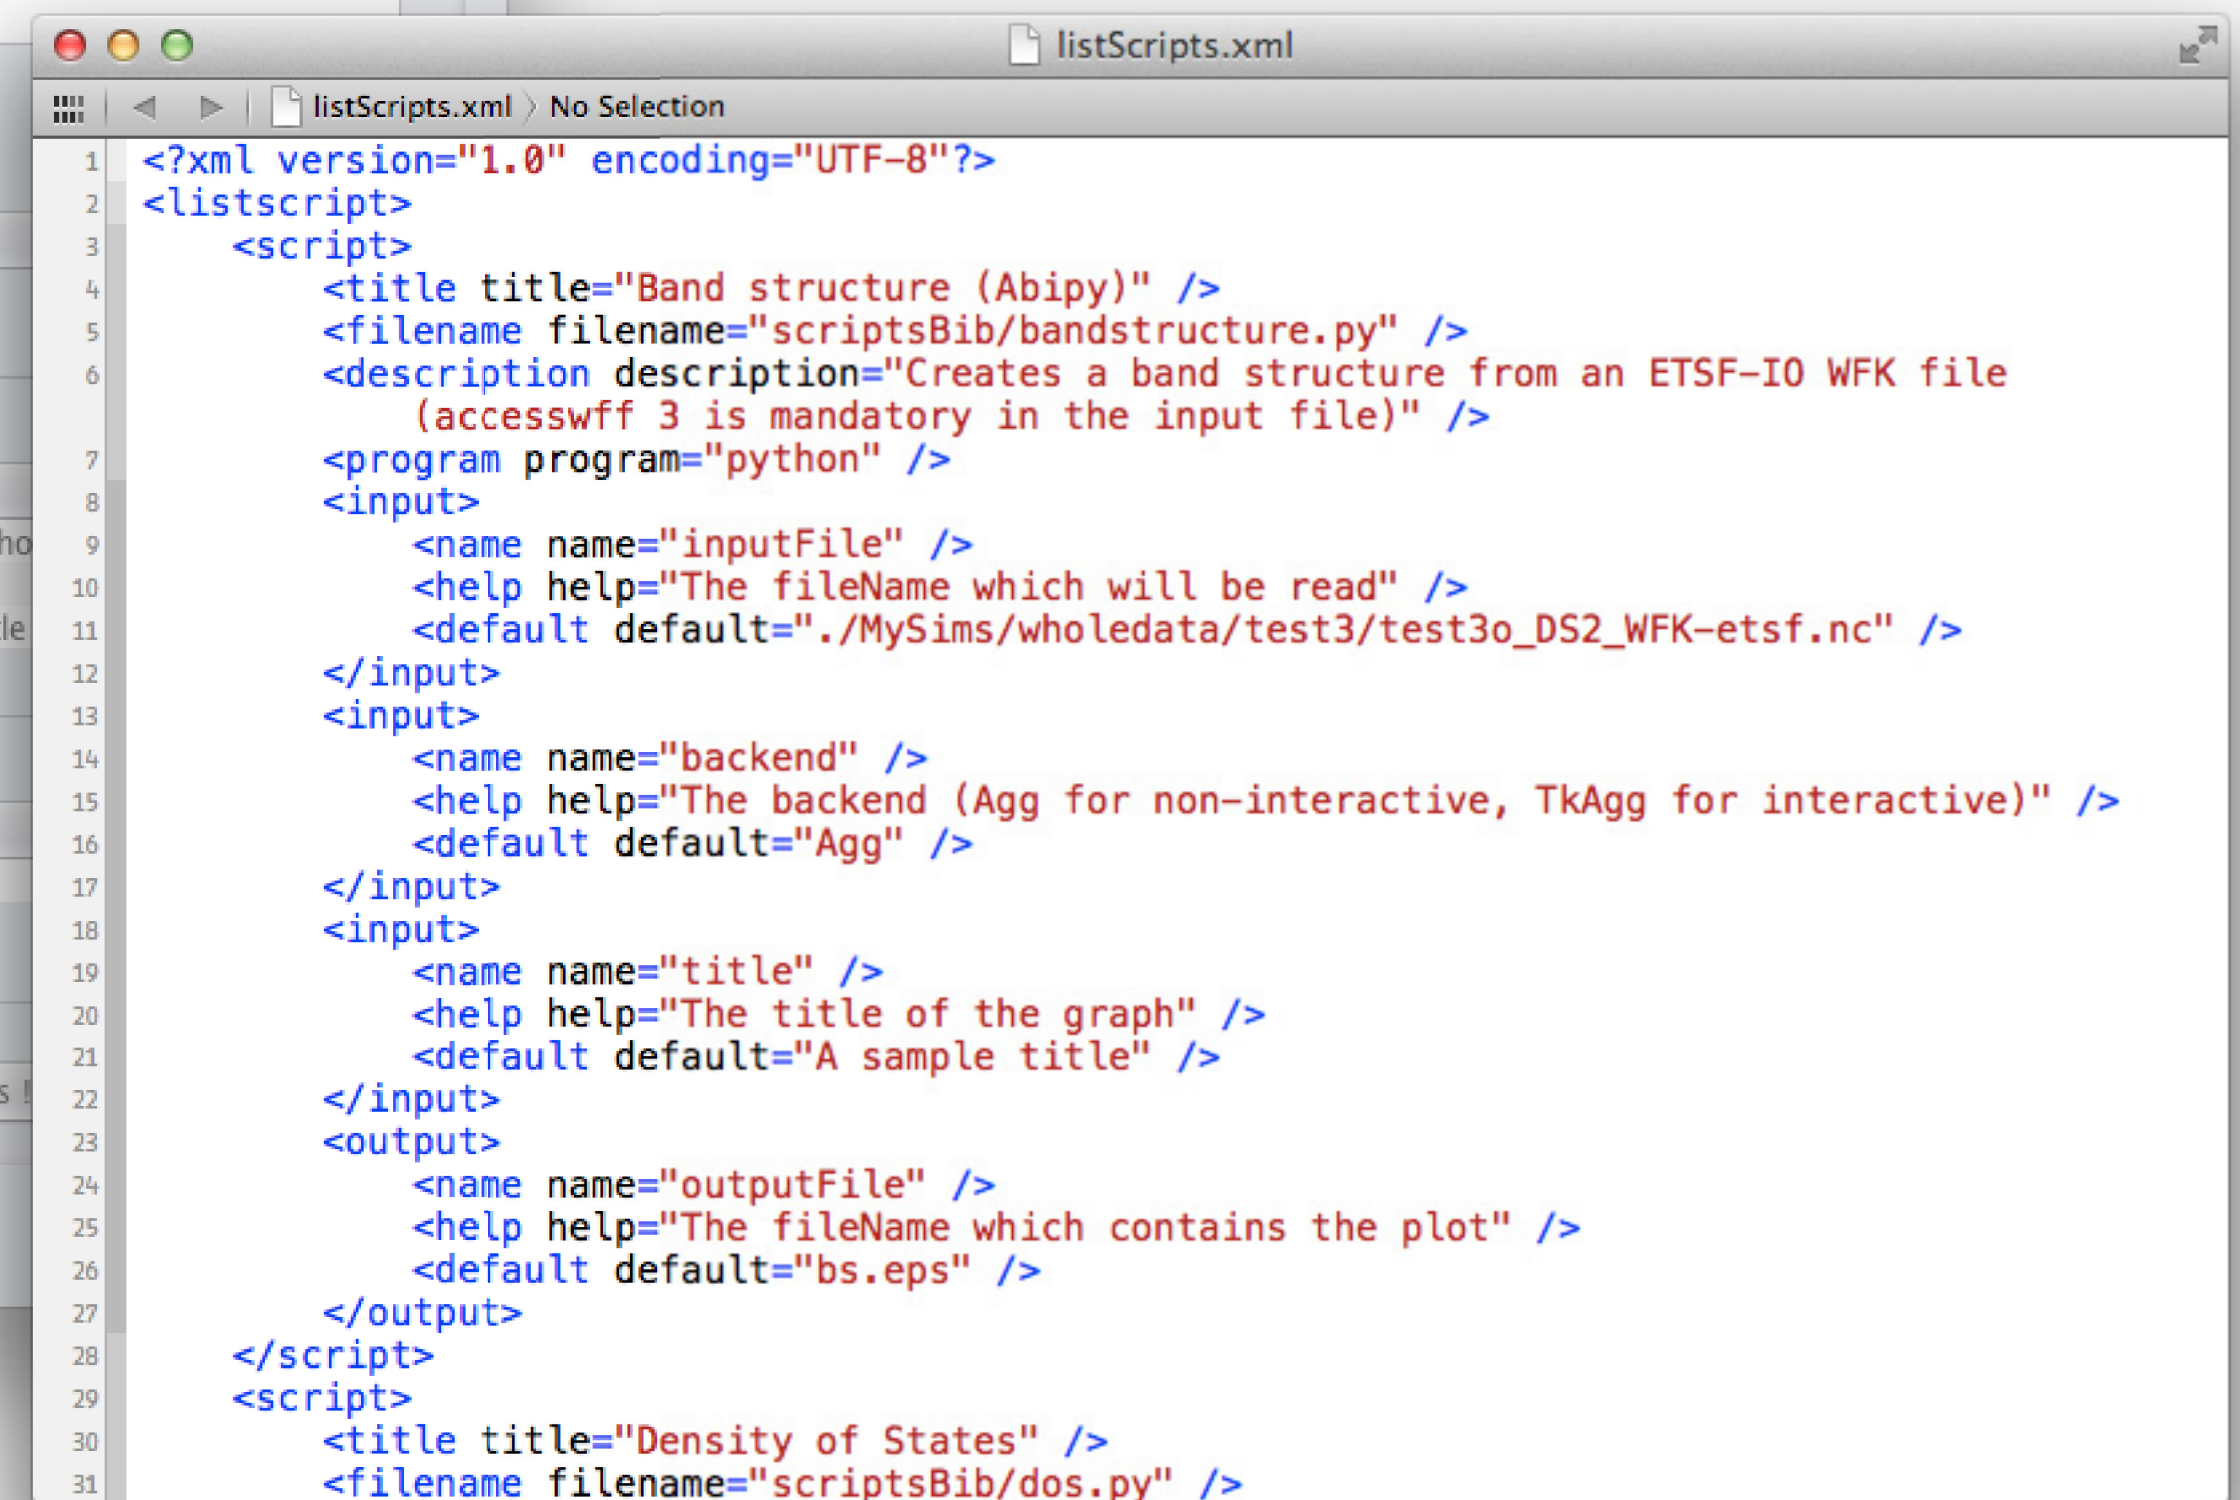 listScripts.xml
listScripts.xml 〉 No Selection
1 <?xml version="1.0" encoding="UTF-8"?>
2 <listscript>
3 <script>
4 <title title="Band structure (Abipy)" />
5 <filename filename="scriptsBib/bandstructure.py" />
6 <description description="Creates a band structure from an ETSF-IO WFK file
(accesswff 3 is mandatory in the input file)" />
7 <program program="python" />
8 <input>
9 <name name="inputFile" />
10 <help help="The fileName which will be read" />
11 <default default="./MySims/wholedata/test3/test3o_DS2_WFK-etsf.nc" />
12 </input>
13 <input>
14 <name name="backend" />
15 <help help="The backend (Agg for non-interactive, TkAgg for interactive)" />
16 <default default="Agg" />
17 </input>
18 <input>
19 <name name="title" />
20 <help help="The title of the graph" />
21 <default default="A sample title" />
22 </input>
23 <output>
24 <name name="outputFile" />
25 <help help="The fileName which contains the plot" />
26 <default default="bs.eps" />
27 </output>
28 </script>
29 <script>
30 <title title="Density of States" />
31 <filename filename="scriptsBib/dos.py" />